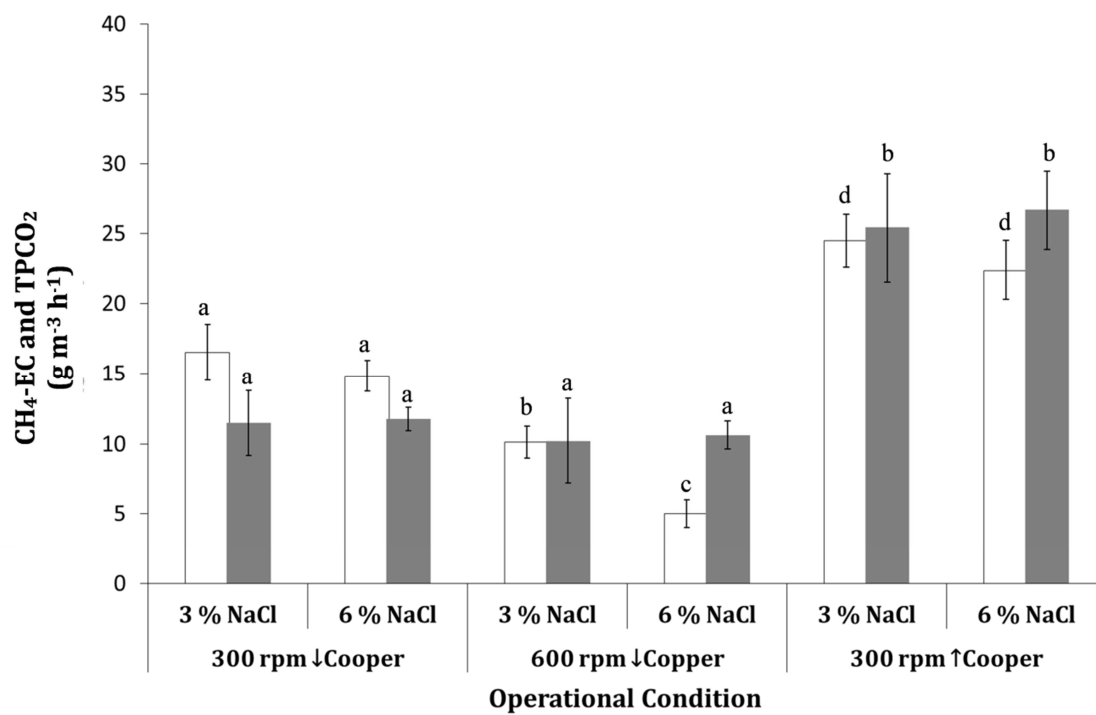 40
35
30
25
20
15
10
5
0
CH₄-EC and TPCO₂
(g m⁻³ h⁻¹)
a
a
a
a
b
a
c
a
d
b
d
b
3 % NaCl 6 % NaCl 3 % NaCl 6 % NaCl 3 % NaCl 6 % NaCl
300 rpm ↓Cooper 600 rpm ↓Copper 300 rpm ↑Cooper
Operational Condition